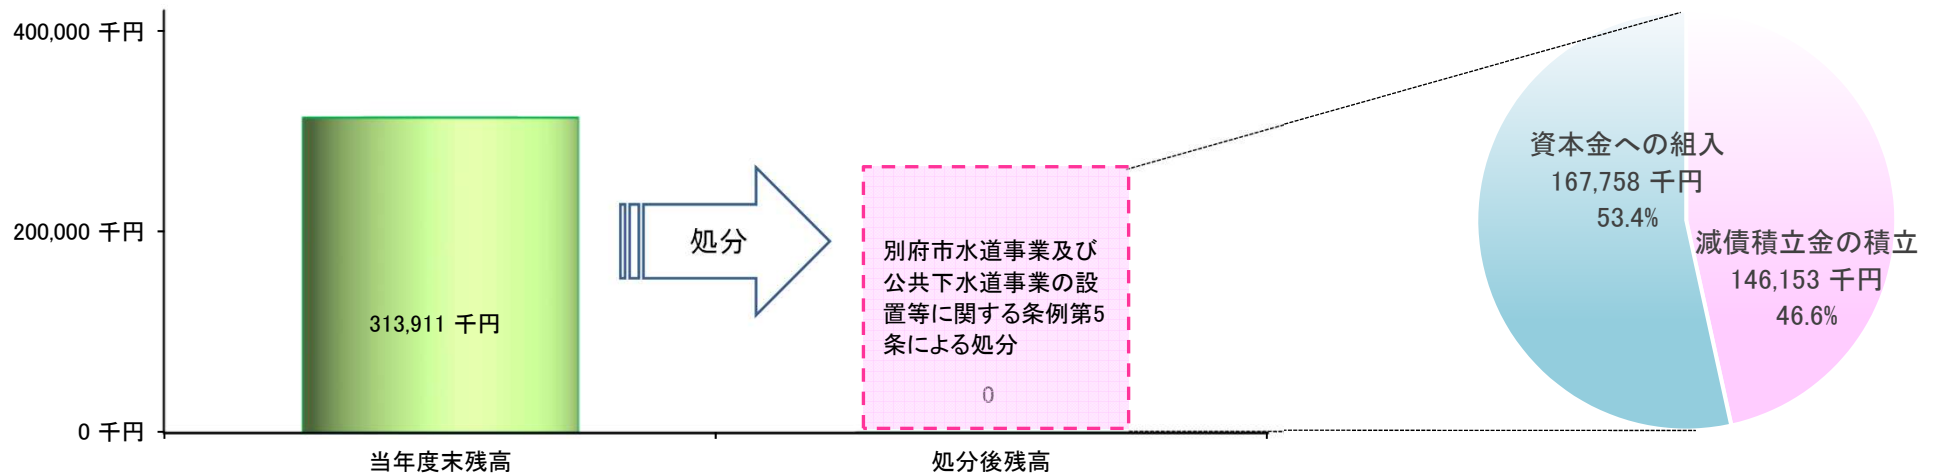 400,000 千円
200,000 千円
0 千円
313,911 千円
当年度末残高
処分
別府市水道事業及び
公共下水道事業の設
置等に関する条例第5
条による処分
0
処分後残高
資本金への組入
167,758 千円
53.4%
減債積立金の積立
146,153 千円
46.6%